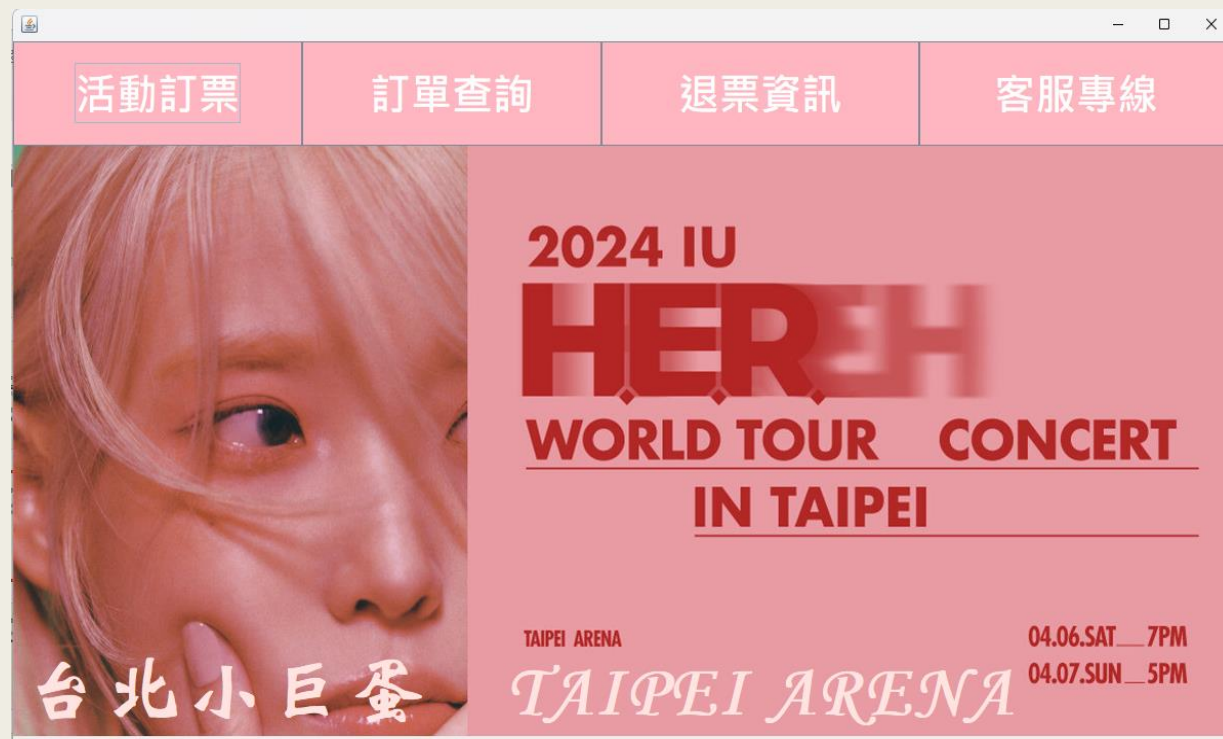 活動訂票 訂單查詢 退票資訊 客服專線
2024 IU
H.E.R.EH
WORLD TOUR CONCERT
IN TAIPEI
TAIPEI ARENA
04.06.SAT__7PM
04.07.SUN__5PM
台北小巨蛋 TAIPEI ARENA